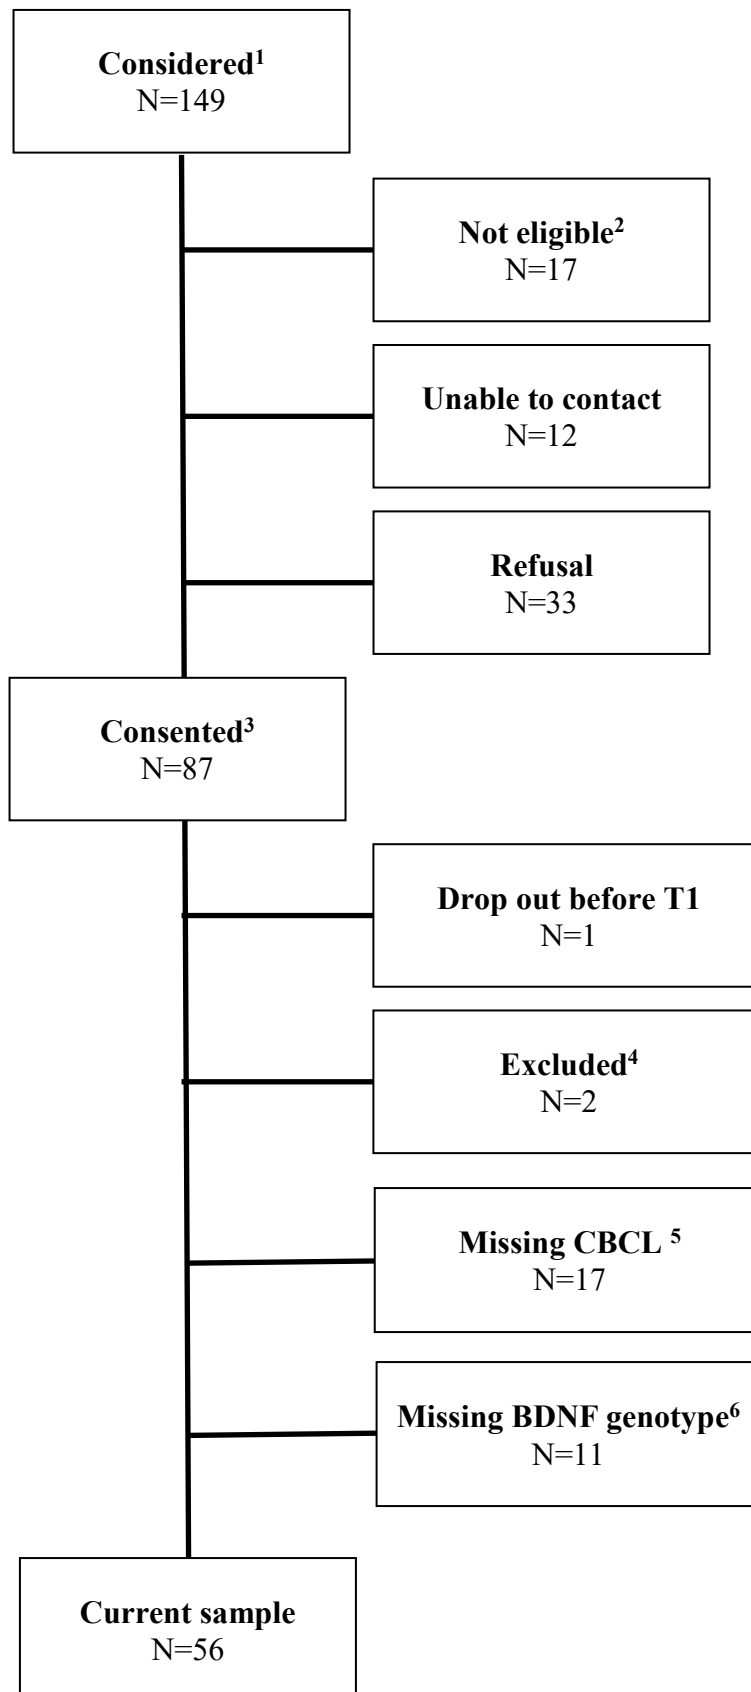 Considered¹
N=149
Not eligible²
N=17
Unable to contact
N=12
Refusal
N=33
Consented³
N=87
Drop out before T1
N=1
Excluded⁴
N=2
Missing CBCL ⁵
N=17
Missing BDNF genotype⁶
N=11
Current sample
N=56